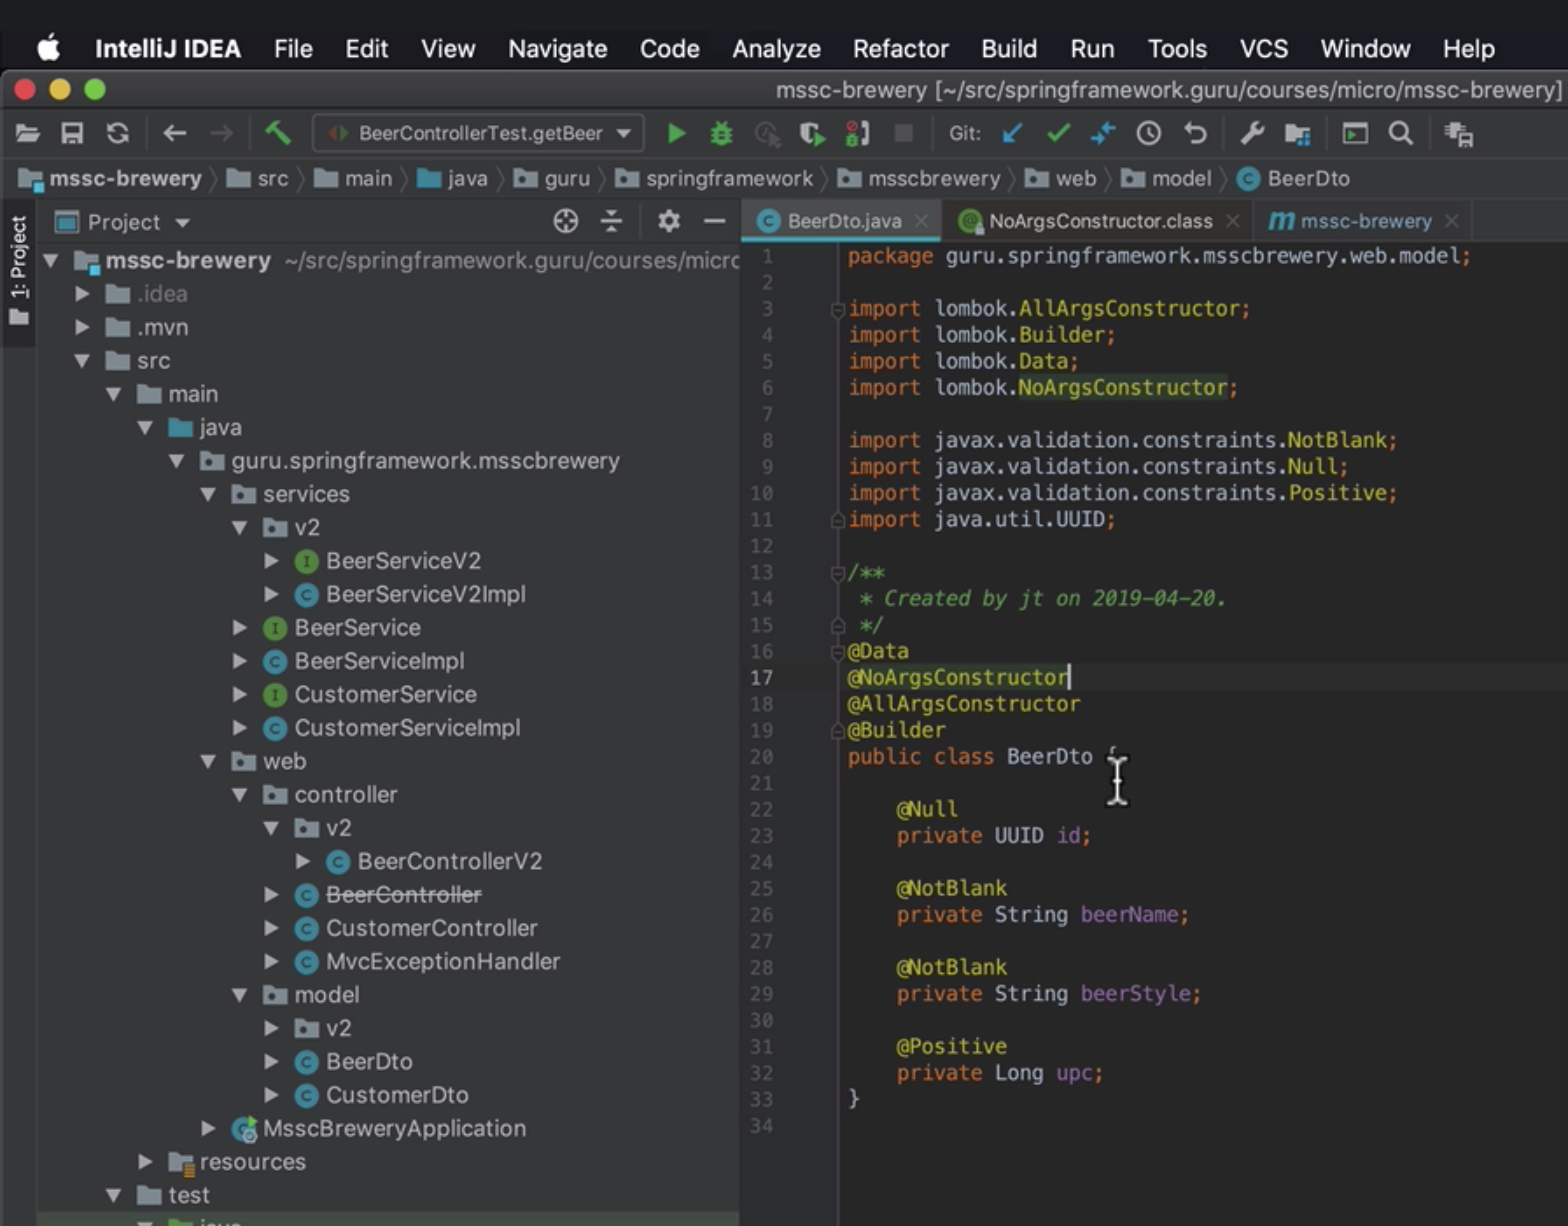 IntelliJ IDEA File Edit View Navigate Code Analyze Refactor Build Run Tools VCS Window Help
mssc-brewery [~/src/springframework.guru/courses/micro/mssc-brewery]
BeerControllerTest.getBeer Git:
mssc-brewery src main java guru springframework msscbrewery web model BeerDto
1: Project
Project
mssc-brewery ~/src/springframework.guru/courses/micro
.idea
.mvn
src
main
java
guru.springframework.msscbrewery
services
v2
BeerServiceV2
BeerServiceV2Impl
BeerService
BeerServiceImpl
CustomerService
CustomerServiceImpl
web
controller
v2
BeerControllerV2
BeerController
CustomerController
MvcExceptionHandler
model
v2
BeerDto
CustomerDto
MsscBreweryApplication
resources
test
java
BeerDto.java NoArgsConstructor.class mssc-brewery
1 package guru.springframework.msscbrewery.web.model;
2
3 import lombok.AllArgsConstructor;
4 import lombok.Builder;
5 import lombok.Data;
6 import lombok.NoArgsConstructor;
7
8 import javax.validation.constraints.NotBlank;
9 import javax.validation.constraints.Null;
10 import javax.validation.constraints.Positive;
11 import java.util.UUID;
12
13 /**
14 * Created by jt on 2019-04-20.
15 */
16 @Data
17 @NoArgsConstructor
18 @AllArgsConstructor
19 @Builder
20 public class BeerDto {
21
22 @Null
23 private UUID id;
24
25 @NotBlank
26 private String beerName;
27
28 @NotBlank
29 private String beerStyle;
30
31 @Positive
32 private Long upc;
33 }
34